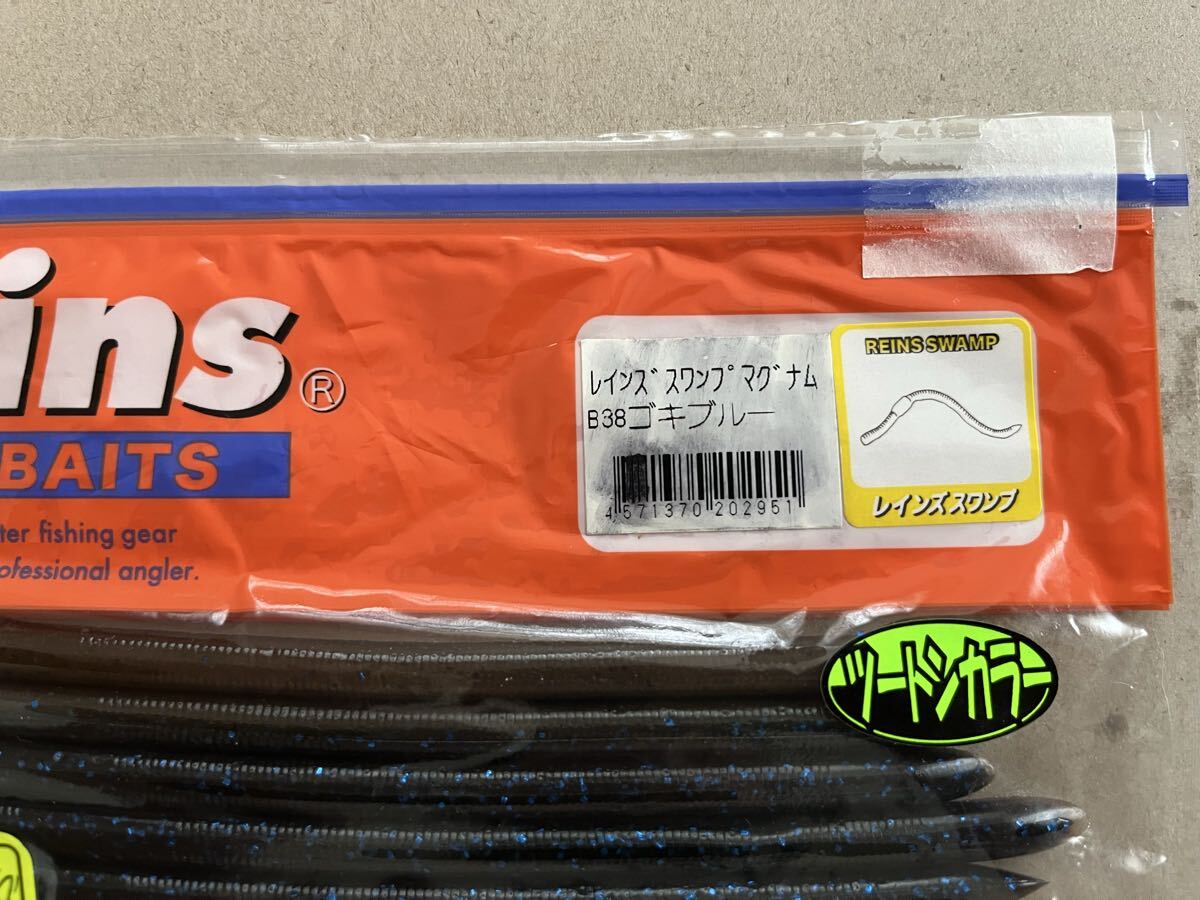 ins®
BAITS
ter fishing gear
ofessional angler.
レインズ スワンプ マグナム
B38ゴキブルー
4 571370 202951
REINS SWAMP
レインズスワンプ
ツートンカラー